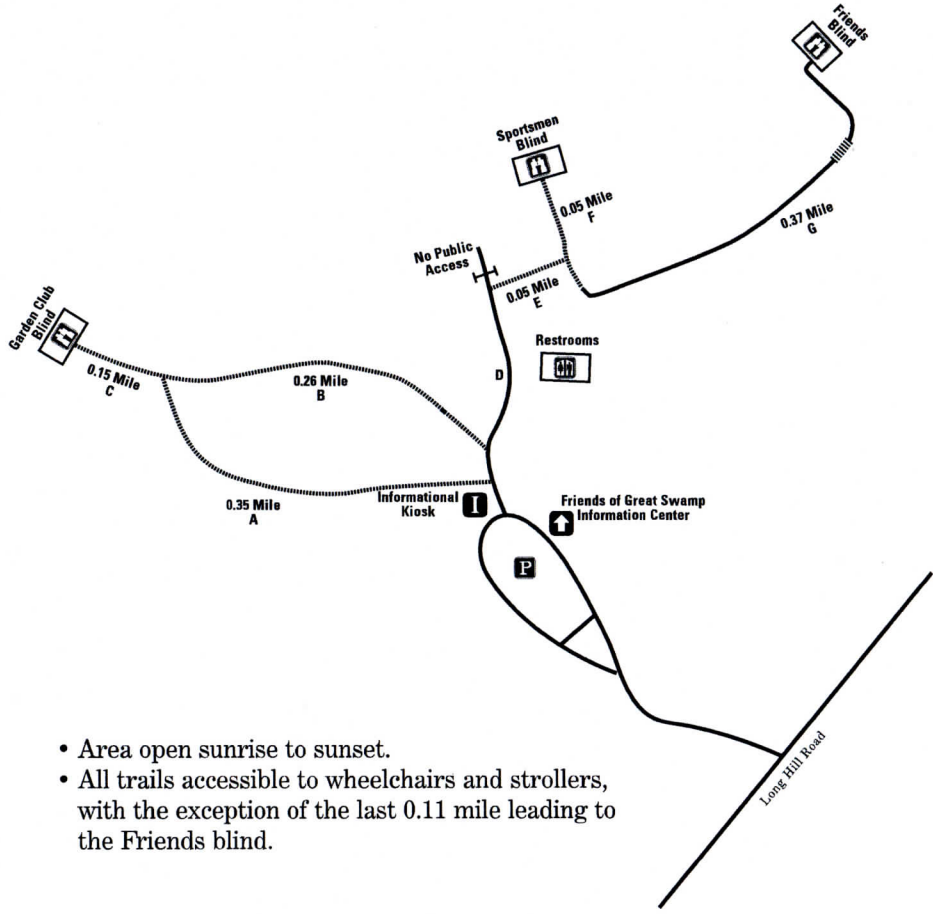 Friends
Blind
Sportsmen
Blind
0.05 Mile
F
0.37 Mile
G
No Public
Access
0.05 Mile
E
Garden Club
Blind
Restrooms
0.15 Mile
C
0.26 Mile
B
D
0.35 Mile
A
Informational
Kiosk
I
Friends of Great Swamp
Information Center
P
Long Hill Road
• Area open sunrise to sunset.
• All trails accessible to wheelchairs and strollers,
with the exception of the last 0.11 mile leading to
the Friends blind.